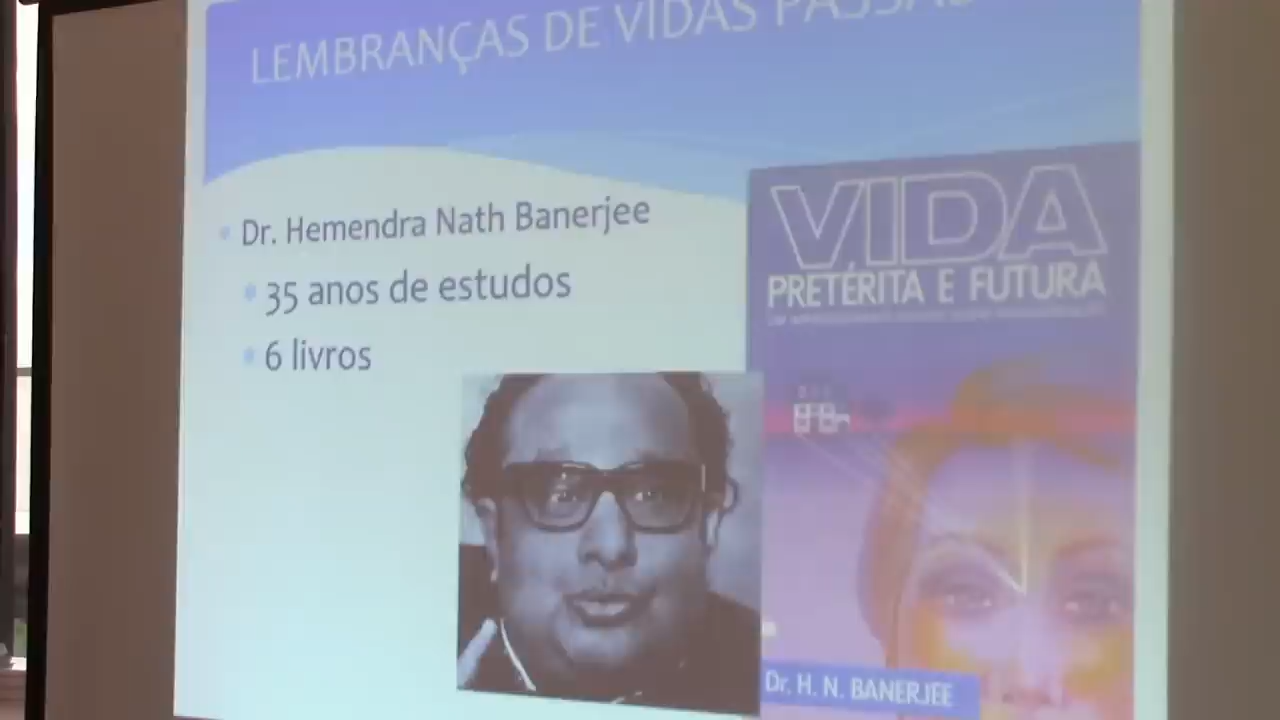 LEMBRANÇAS DE VIDAS
Dr. Hemendra Nath Banerjee
35 anos de estudos
6 livros
VIDA
PRETÉRITA E FUTURA
Dr. H. N. BANERJEE